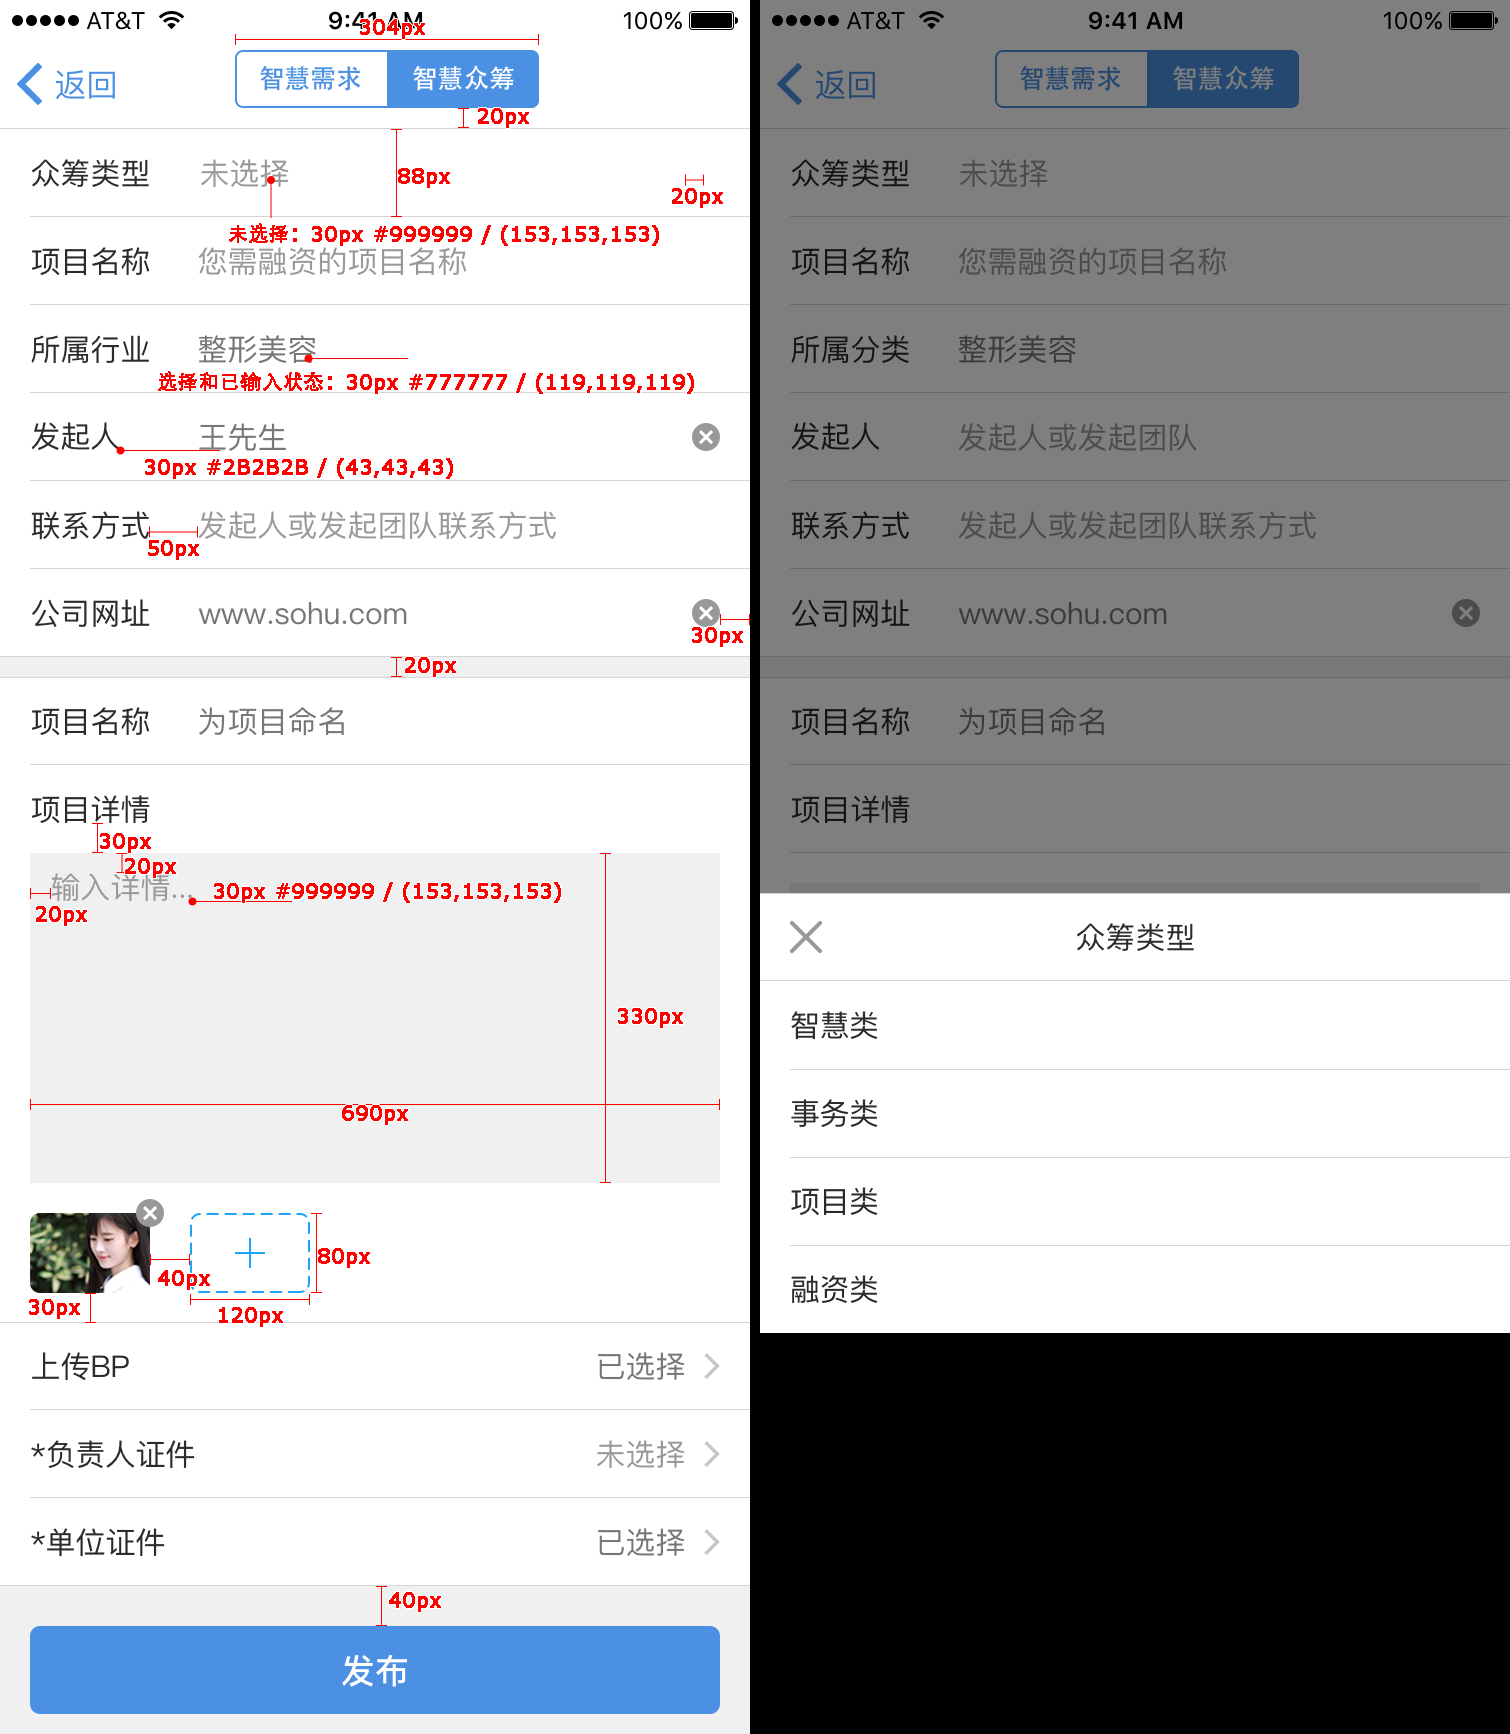 AT&T 9:41 AM 100%
304px
返回 智慧需求 智慧众筹
20px
众筹类型 未选择
88px
20px
未选择：30px #999999 / (153,153,153)
项目名称 您需融资的项目名称
所属行业 整形美容
选择和已输入状态：30px #777777 / (119,119,119)
发起人 王先生
30px #2B2B2B / (43,43,43)
联系方式 发起人或发起团队联系方式
50px
公司网址 www.sohu.com
30px
20px
项目名称 为项目命名
项目详情
30px
20px
输入详情...
30px #999999 / (153,153,153)
20px
330px
690px
80px
40px
30px
120px
上传BP 已选择
*负责人证件 未选择
*单位证件 已选择
40px
发布
AT&T 9:41 AM 100%
返回 智慧需求 智慧众筹
众筹类型 未选择
项目名称 您需融资的项目名称
所属分类 整形美容
发起人 发起人或发起团队
联系方式 发起人或发起团队联系方式
公司网址 www.sohu.com
项目名称 为项目命名
项目详情
众筹类型
智慧类
事务类
项目类
融资类